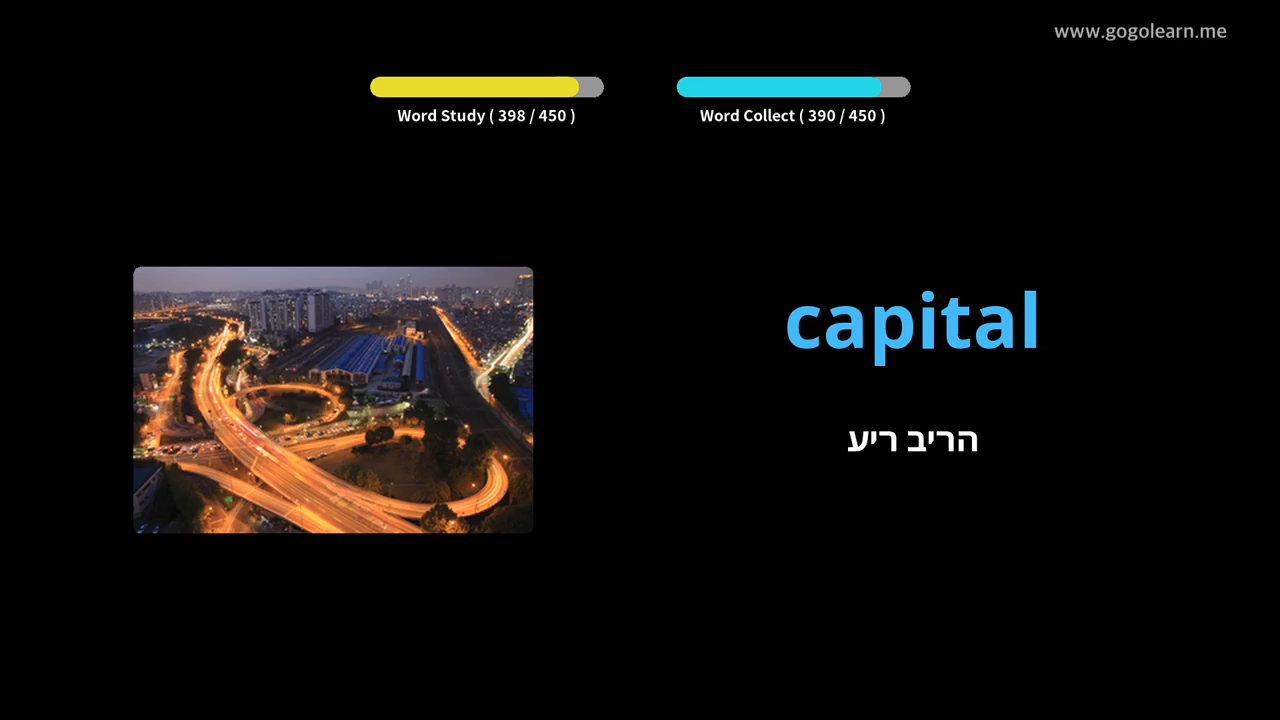 www.gogolearn.me
Word Study ( 398 / 450 )
Word Collect ( 390 / 450 )
capital
הריב ריע